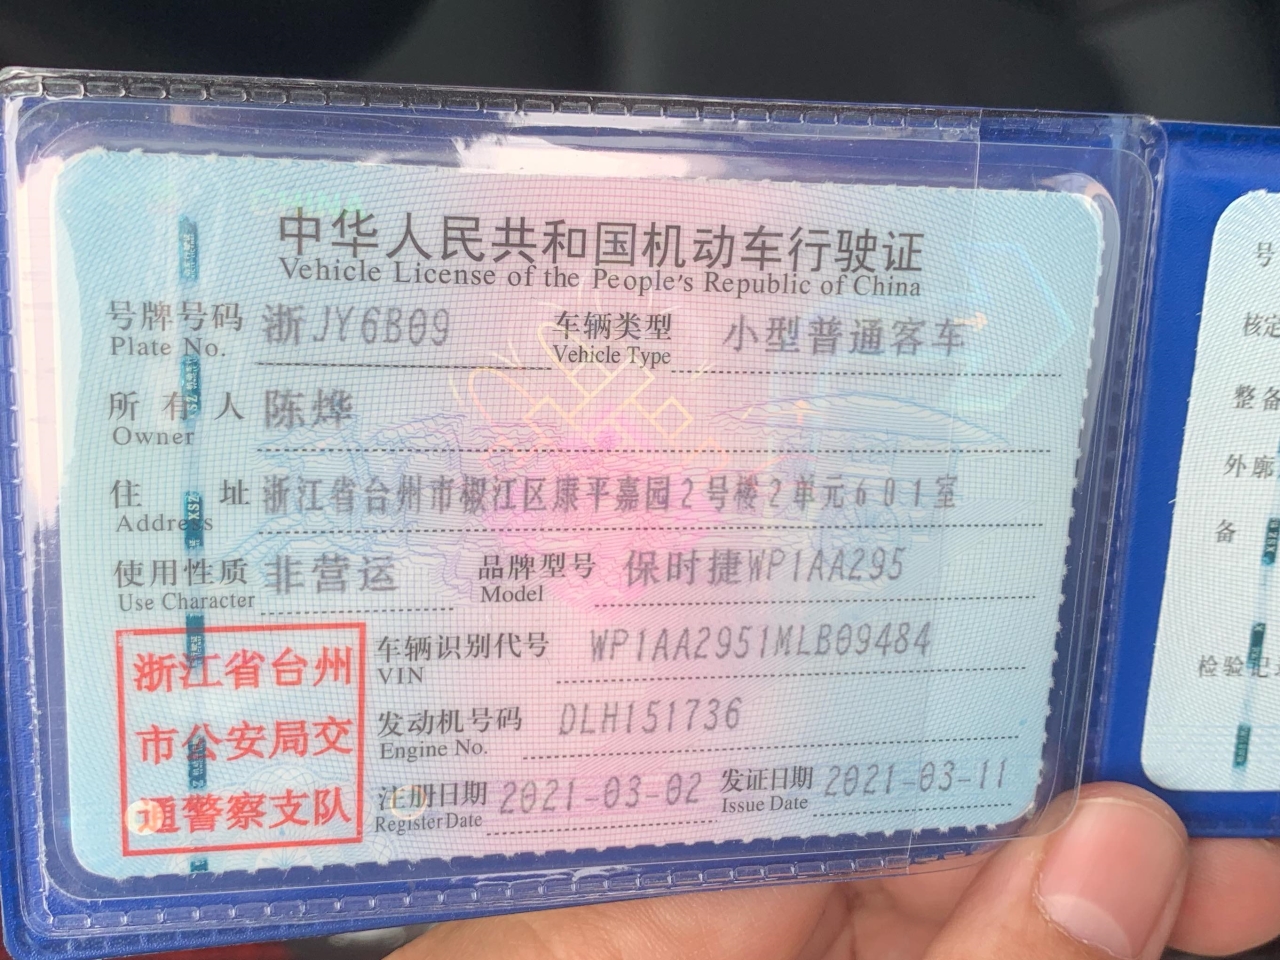 中华人民共和国机动车行驶证
Vehicle License of the People's Republic of China
号牌号码 浙JY6B09 车辆类型 小型普通客车
Plate No. Vehicle Type
所有人 陈烨
Owner
住址 浙江省台州市椒江区康平嘉园2号楼2单元601室
Address
使用性质 非营运 品牌型号 保时捷WP1AA295
Use Character Model
车辆识别代号 WP1AA2951MLB09484
VIN
发动机号码 DLH151736
Engine No.
注册日期 2021-03-02 发证日期 2021-03-11
Register Date Issue Date
浙江省台州
市公安局交
通警察支队
号
核定
整备
外廓
备
检验记